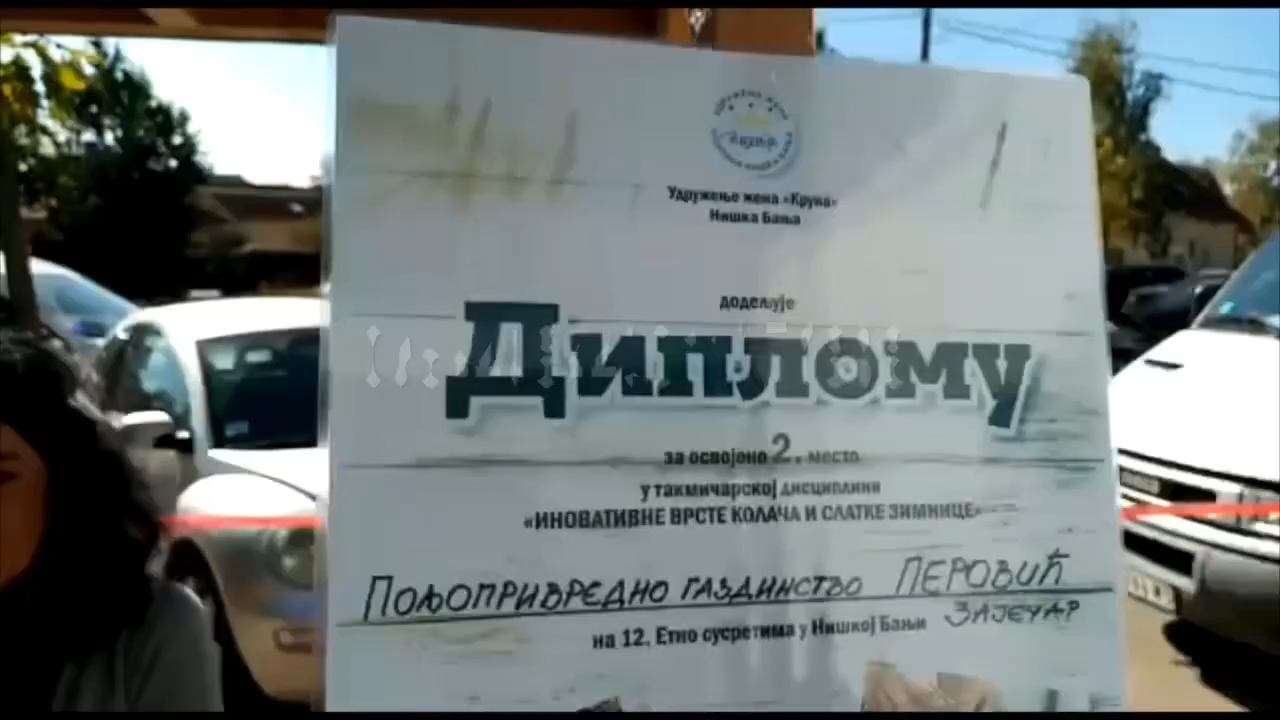 Удружење жена «Круна»
Нишка Бања
додељује
Диплому
за освојено 2. место
у такмичарској дисциплини
«ИНОВАТИВНЕ ВРСТЕ КОЛАЧА И СЛАТКЕ ЗИМНИЦЕ»
ПОЉОПРИВРЕДНО ГАЗДИНСТВО ПЕРОВИЋ
ЗАЈЕЧАР
на 12. Етно сусретима у Нишкој Бањи